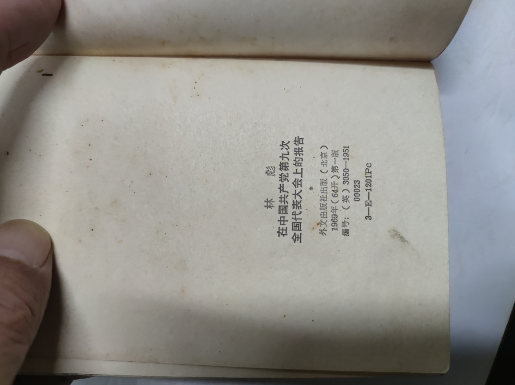 林 彪
在中国共产党第九次
全国代表大会上的报告
*
外文出版社出版（北京）
1969年（64开）第一版
编号：（英）3050—1951
00023
3—E—1201Pc